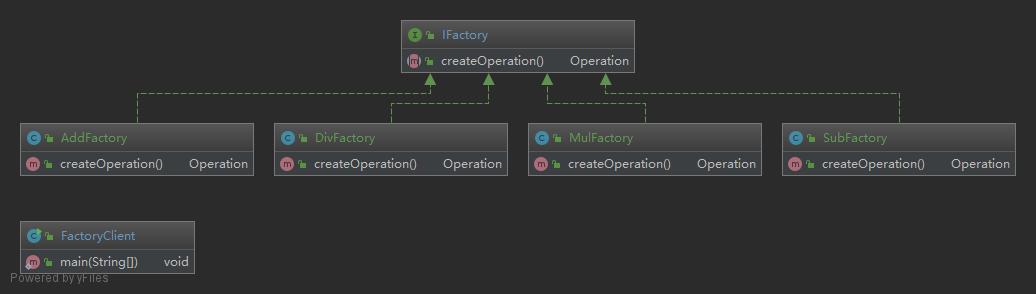 IFactory
createOperation() Operation
AddFactory
createOperation() Operation
DivFactory
createOperation() Operation
MulFactory
createOperation() Operation
SubFactory
createOperation() Operation
FactoryClient
main(String[]) void
Powered by yFiles